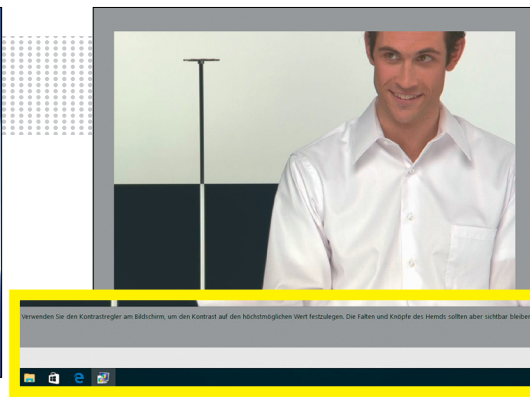 Verwenden Sie den Kontrastregler am Bildschirm, um den Kontrast auf den höchstmöglichen Wert festzulegen. Die Falten und Knöpfe des Hemds sollten aber sichtbar bleiben